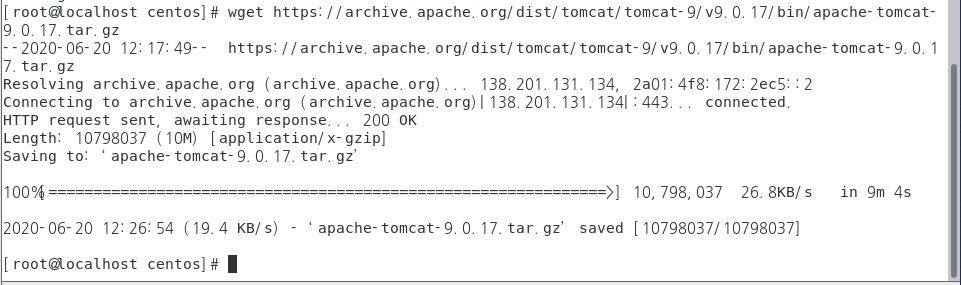 [root@localhost centos]# wget https://archive.apache.org/dist/tomcat/tomcat-9/v9.0.17/bin/apache-tomcat-
9.0.17.tar.gz
--2020-06-20 12:17:49--  https://archive.apache.org/dist/tomcat/tomcat-9/v9.0.17/bin/apache-tomcat-9.0.1
7.tar.gz
Resolving archive.apache.org (archive.apache.org)... 138.201.131.134, 2a01:4f8:172:2ec5::2
Connecting to archive.apache.org (archive.apache.org)|138.201.131.134|:443... connected.
HTTP request sent, awaiting response... 200 OK
Length: 10798037 (10M) [application/x-gzip]
Saving to: ‘apache-tomcat-9.0.17.tar.gz’
100%[==============================================================>] 10,798,037  26.8KB/s   in 9m 4s
2020-06-20 12:26:54 (19.4 KB/s) - ‘apache-tomcat-9.0.17.tar.gz’ saved [10798037/10798037]
[root@localhost centos]#